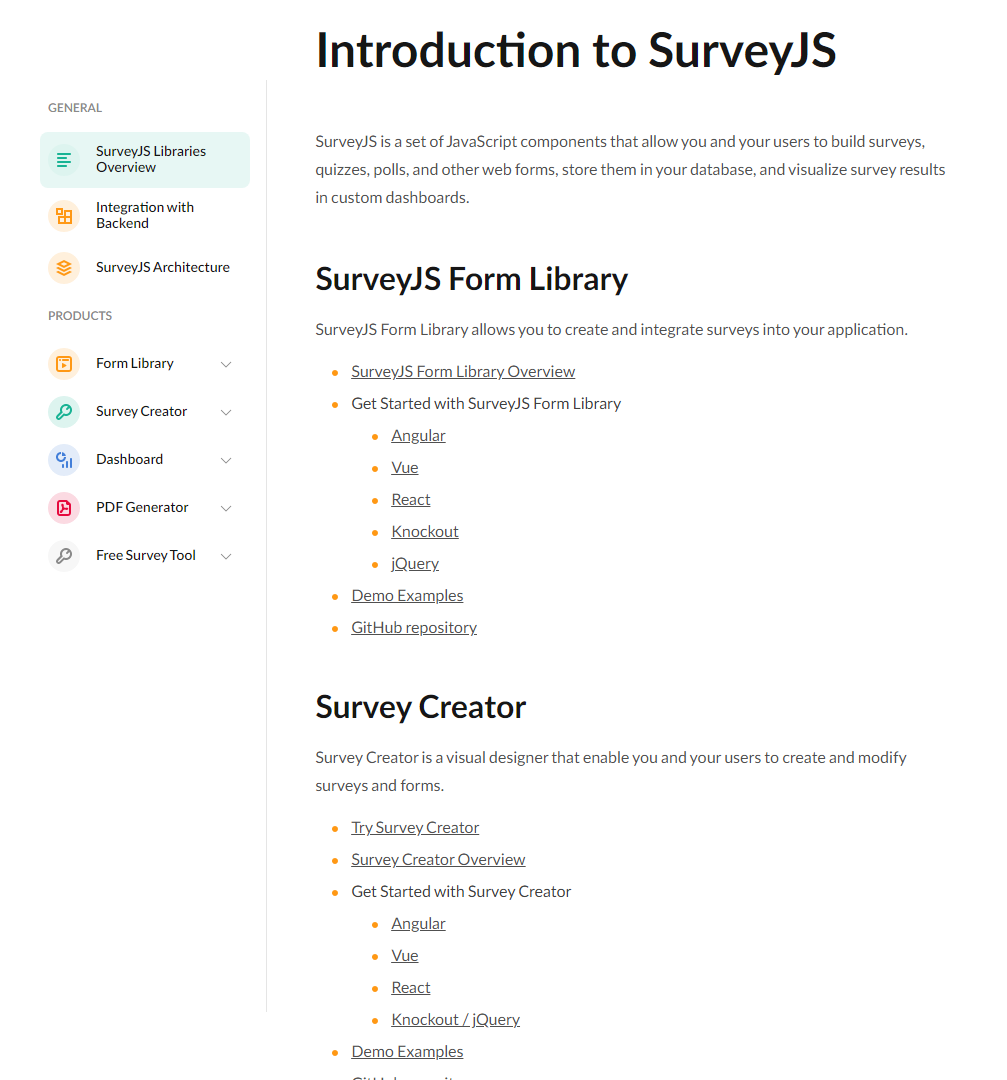 Introduction to SurveyJS
GENERAL
SurveyJS Libraries
Overview
Integration with
Backend
SurveyJS Architecture
PRODUCTS
Form Library
Survey Creator
Dashboard
PDF Generator
Free Survey Tool
SurveyJS is a set of JavaScript components that allow you and your users to build surveys,
quizzes, polls, and other web forms, store them in your database, and visualize survey results
in custom dashboards.
SurveyJS Form Library
SurveyJS Form Library allows you to create and integrate surveys into your application.
SurveyJS Form Library Overview
Get Started with SurveyJS Form Library
Angular
Vue
React
Knockout
jQuery
Demo Examples
GitHub repository
Survey Creator
Survey Creator is a visual designer that enable you and your users to create and modify
surveys and forms.
Try Survey Creator
Survey Creator Overview
Get Started with Survey Creator
Angular
Vue
React
Knockout / jQuery
Demo Examples